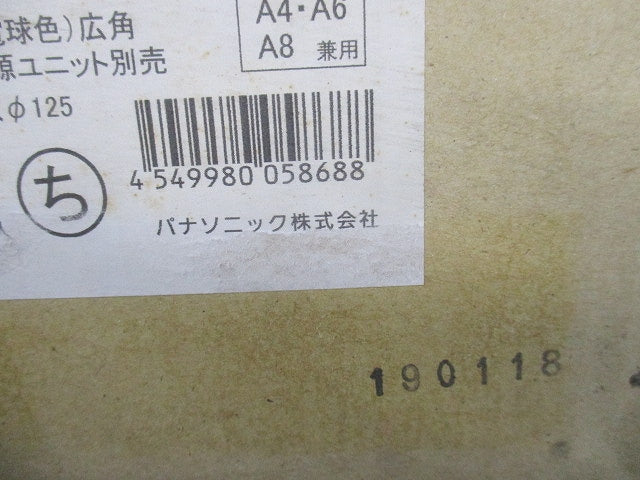 球色)広角
源ユニット別売
φ125
A4・A6
A8 兼用
4 549980 058688
ち
パナソニック株式会社
190118